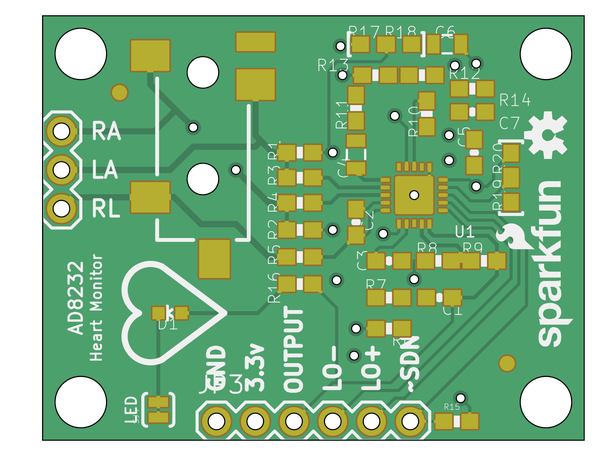 R17 R18 C6
R13
R12
R14
R11
R10
C7
C5
RA
R1
R20
LA
R3
R4
R19
RL
C2
R2
U1
R5
C3
R8 R9
sparkfun
AD8232
Heart Monitor
R16
R7
C1
D1
GND
3.3v
OUTPUT
LO-
LO+
~SDN
JP3
LED
R15